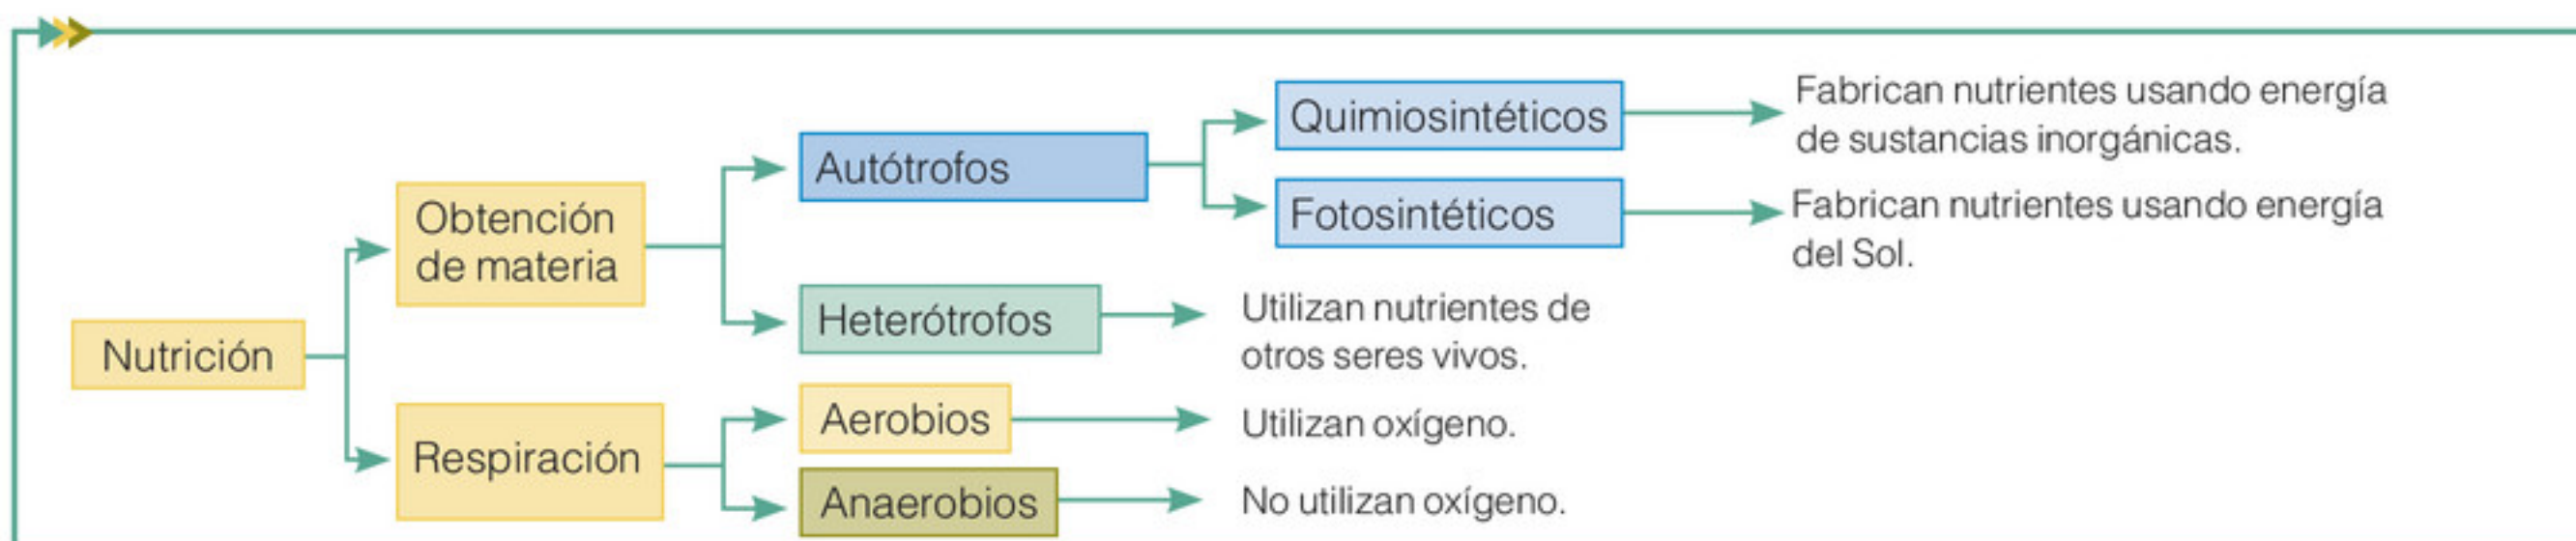 Nutrición
Obtención
de materia
Autótrofos
Quimiosintéticos
Fabrican nutrientes usando energía
de sustancias inorgánicas.
Fotosintéticos
Fabrican nutrientes usando energía
del Sol.
Heterótrofos
Utilizan nutrientes de
otros seres vivos.
Respiración
Aerobios
Utilizan oxígeno.
Anaerobios
No utilizan oxígeno.